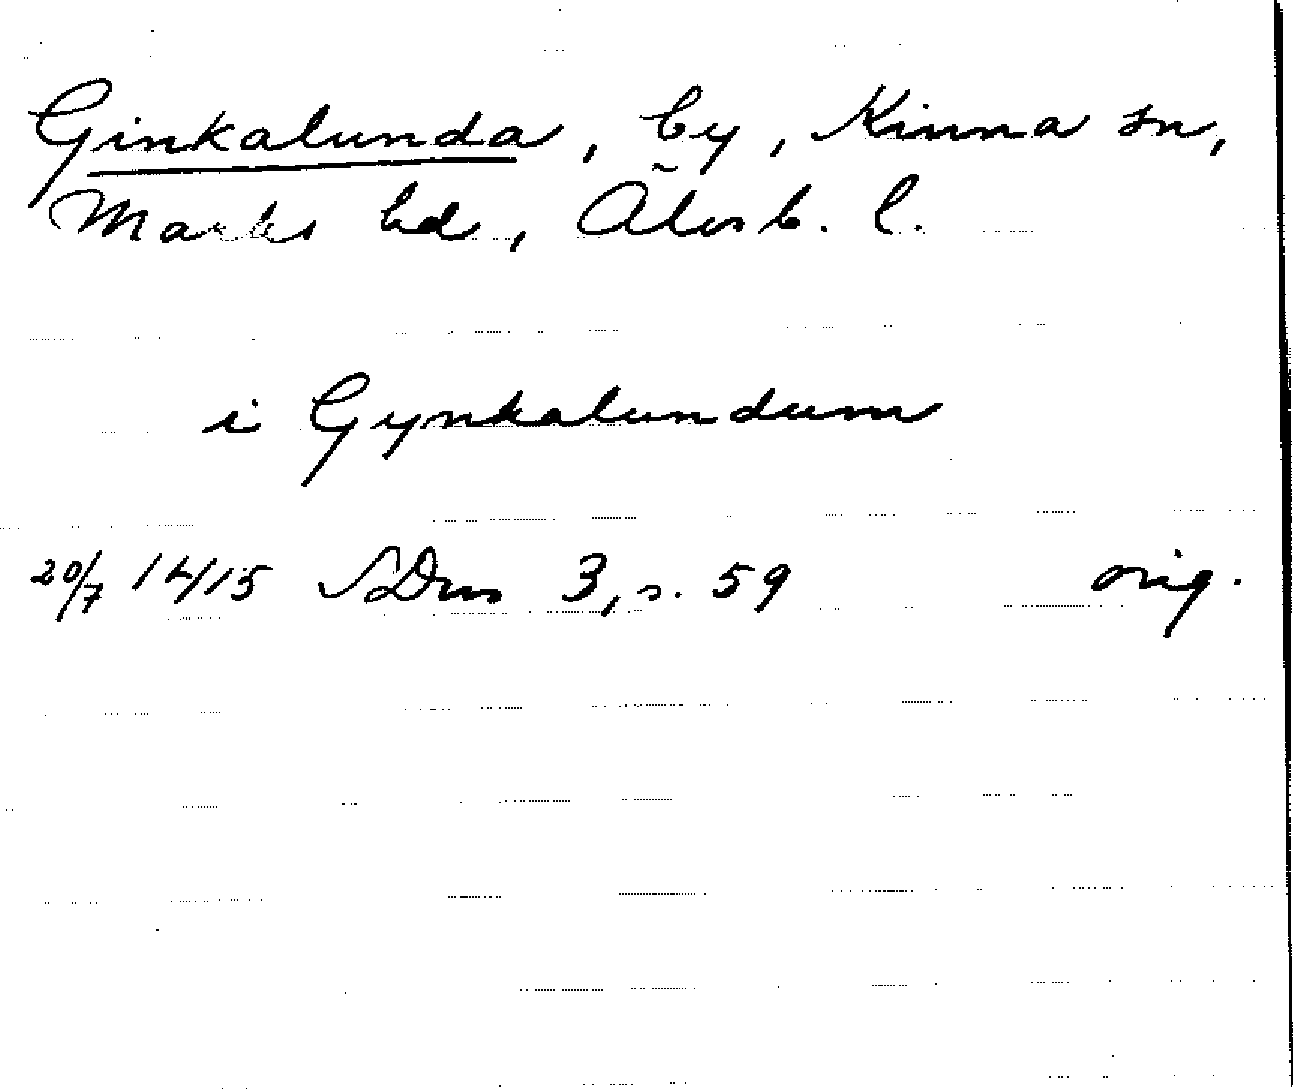 Ginkalunda, by, Kinna sn,
Marks hd, Älvsb. l.
i Gynkalundum
20/7 1415 SDns 3, s. 59 orig.